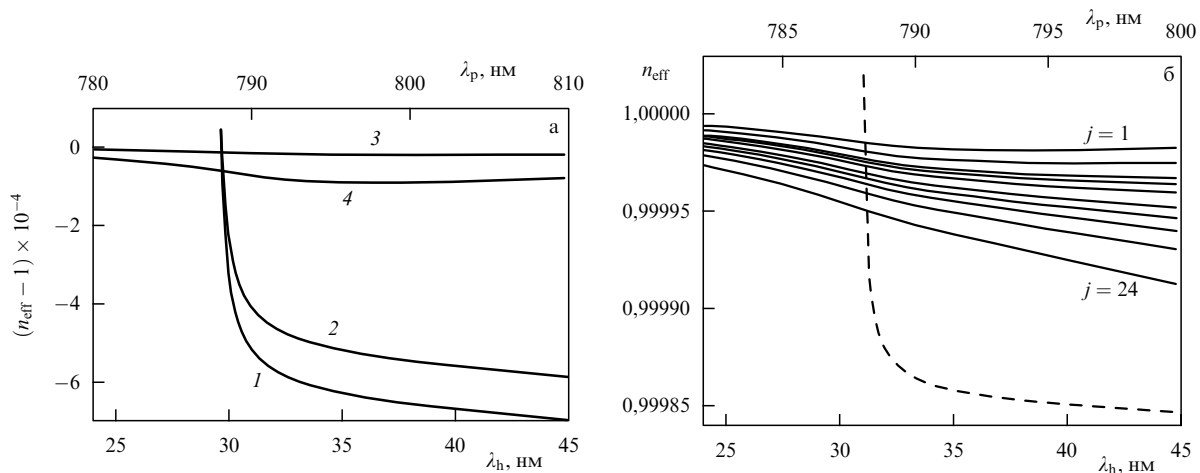 λp, нм
780 790 800 810
а
0
−2
−4
−6
(neff − 1) × 10⁻⁴
3
4
2
1
25 30 35 40 45
λh, нм
λp, нм
785 790 795 800
neff
б
1,00000
0,99995
0,99990
0,99985
j = 1
j = 24
25 30 35 40 45
λh, нм